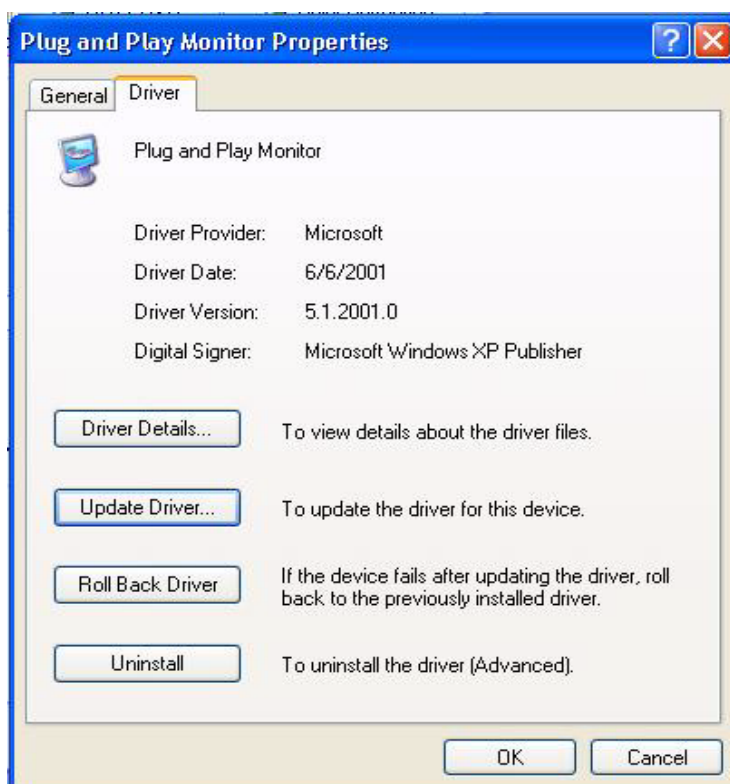 Plug and Play Monitor Properties
General
Driver
Plug and Play Monitor
Driver Provider: Microsoft
Driver Date: 6/6/2001
Driver Version: 5.1.2001.0
Digital Signer: Microsoft Windows XP Publisher
Driver Details... To view details about the driver files.
Update Driver... To update the driver for this device.
Roll Back Driver If the device fails after updating the driver, roll
back to the previously installed driver.
Uninstall To uninstall the driver (Advanced).
OK Cancel